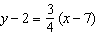 y − 2 = 3/4 (x − 7)